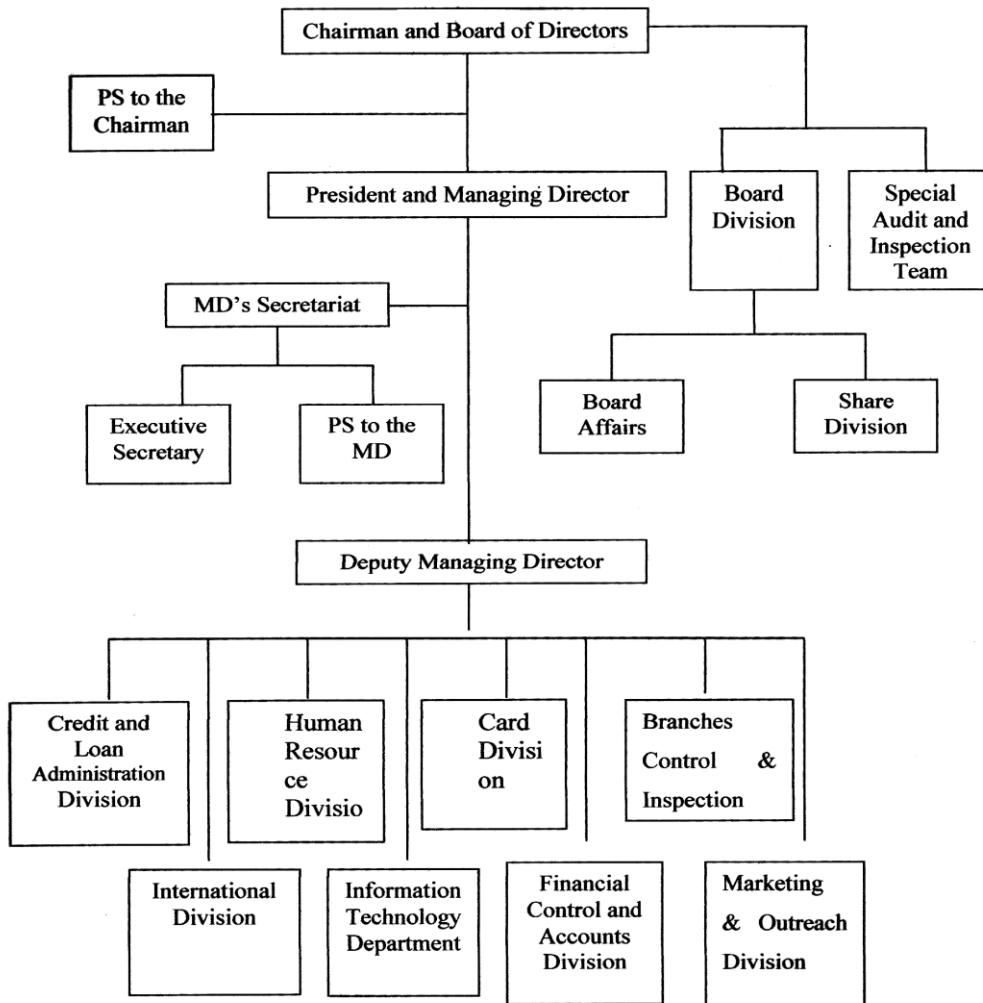 Chairman and Board of Directors
PS to the
Chairman
President and Managing Director
Board
Division
Special
Audit and
Inspection
Team
MD's Secretariat
Executive
Secretary
PS to the
MD
Board
Affairs
Share
Division
Deputy Managing Director
Credit and
Loan
Administration
Division
Human
Resour
ce
Divisio
Card
Divisi
on
Branches
Control &
Inspection
International
Division
Information
Technology
Department
Financial
Control and
Accounts
Division
Marketing
& Outreach
Division